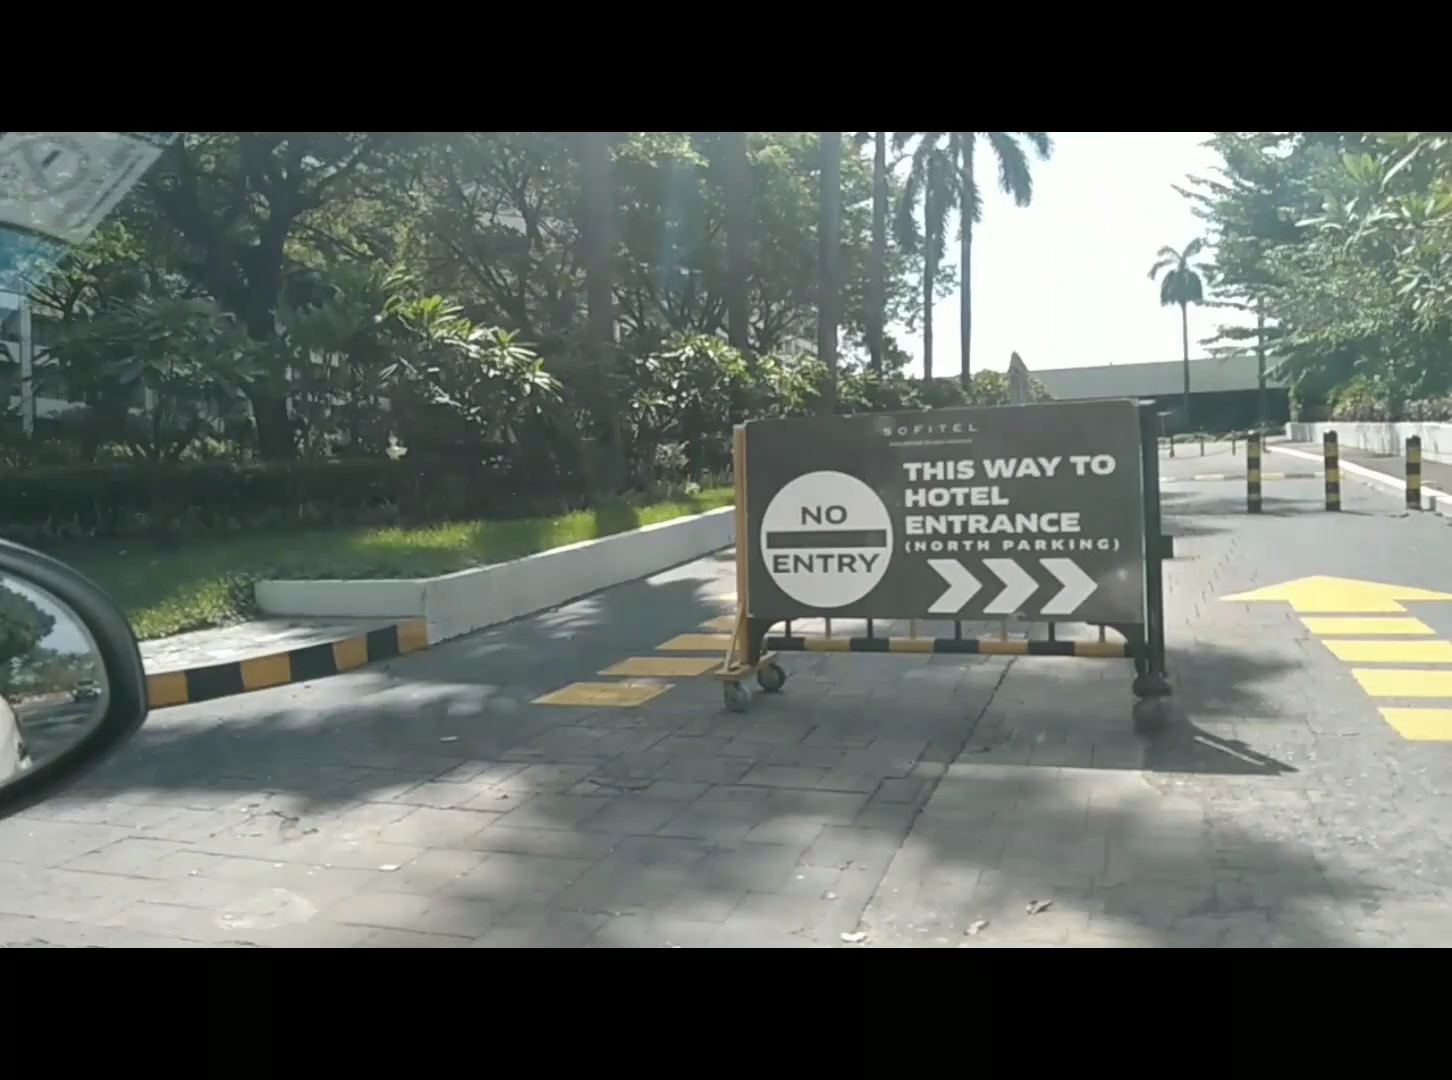 SOFITEL
NO
ENTRY
THIS WAY TO
HOTEL
ENTRANCE
(NORTH PARKING)